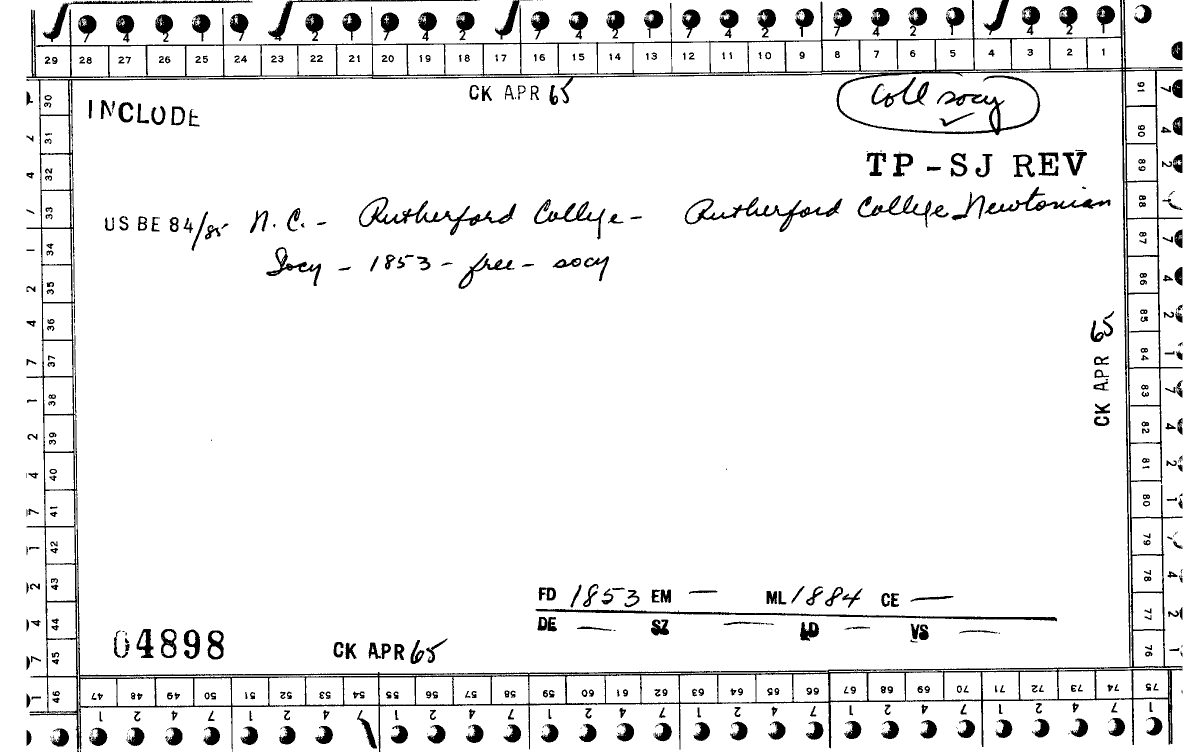 29 28 27 26 25 24 23 22 21 20 19 18 17 16 15 14 13 12 11 10 9 8 7 6 5 4 3 2 1
CK APR 65
coll socy
INCLUDE
TP-SJ REV
US BE 84/85 N.C. - Rutherford College - Rutherford College Newtonian
Socy - 1853 - free - socy
CK APR 65
FD 1853 EM — ML 1884 CE —
DE — SZ — LD — VS —
04898
CK APR 65
30 31 32 33 34 35 36 37 38 39 40 41 42 43 44 45 46
91 90 89 88 87 86 85 84 83 82 81 80 79 78 77 76 75
47 48 49 50 51 52 53 54 55 56 57 58 59 60 61 62 63 64 65 66 67 68 69 70 71 72 73 74